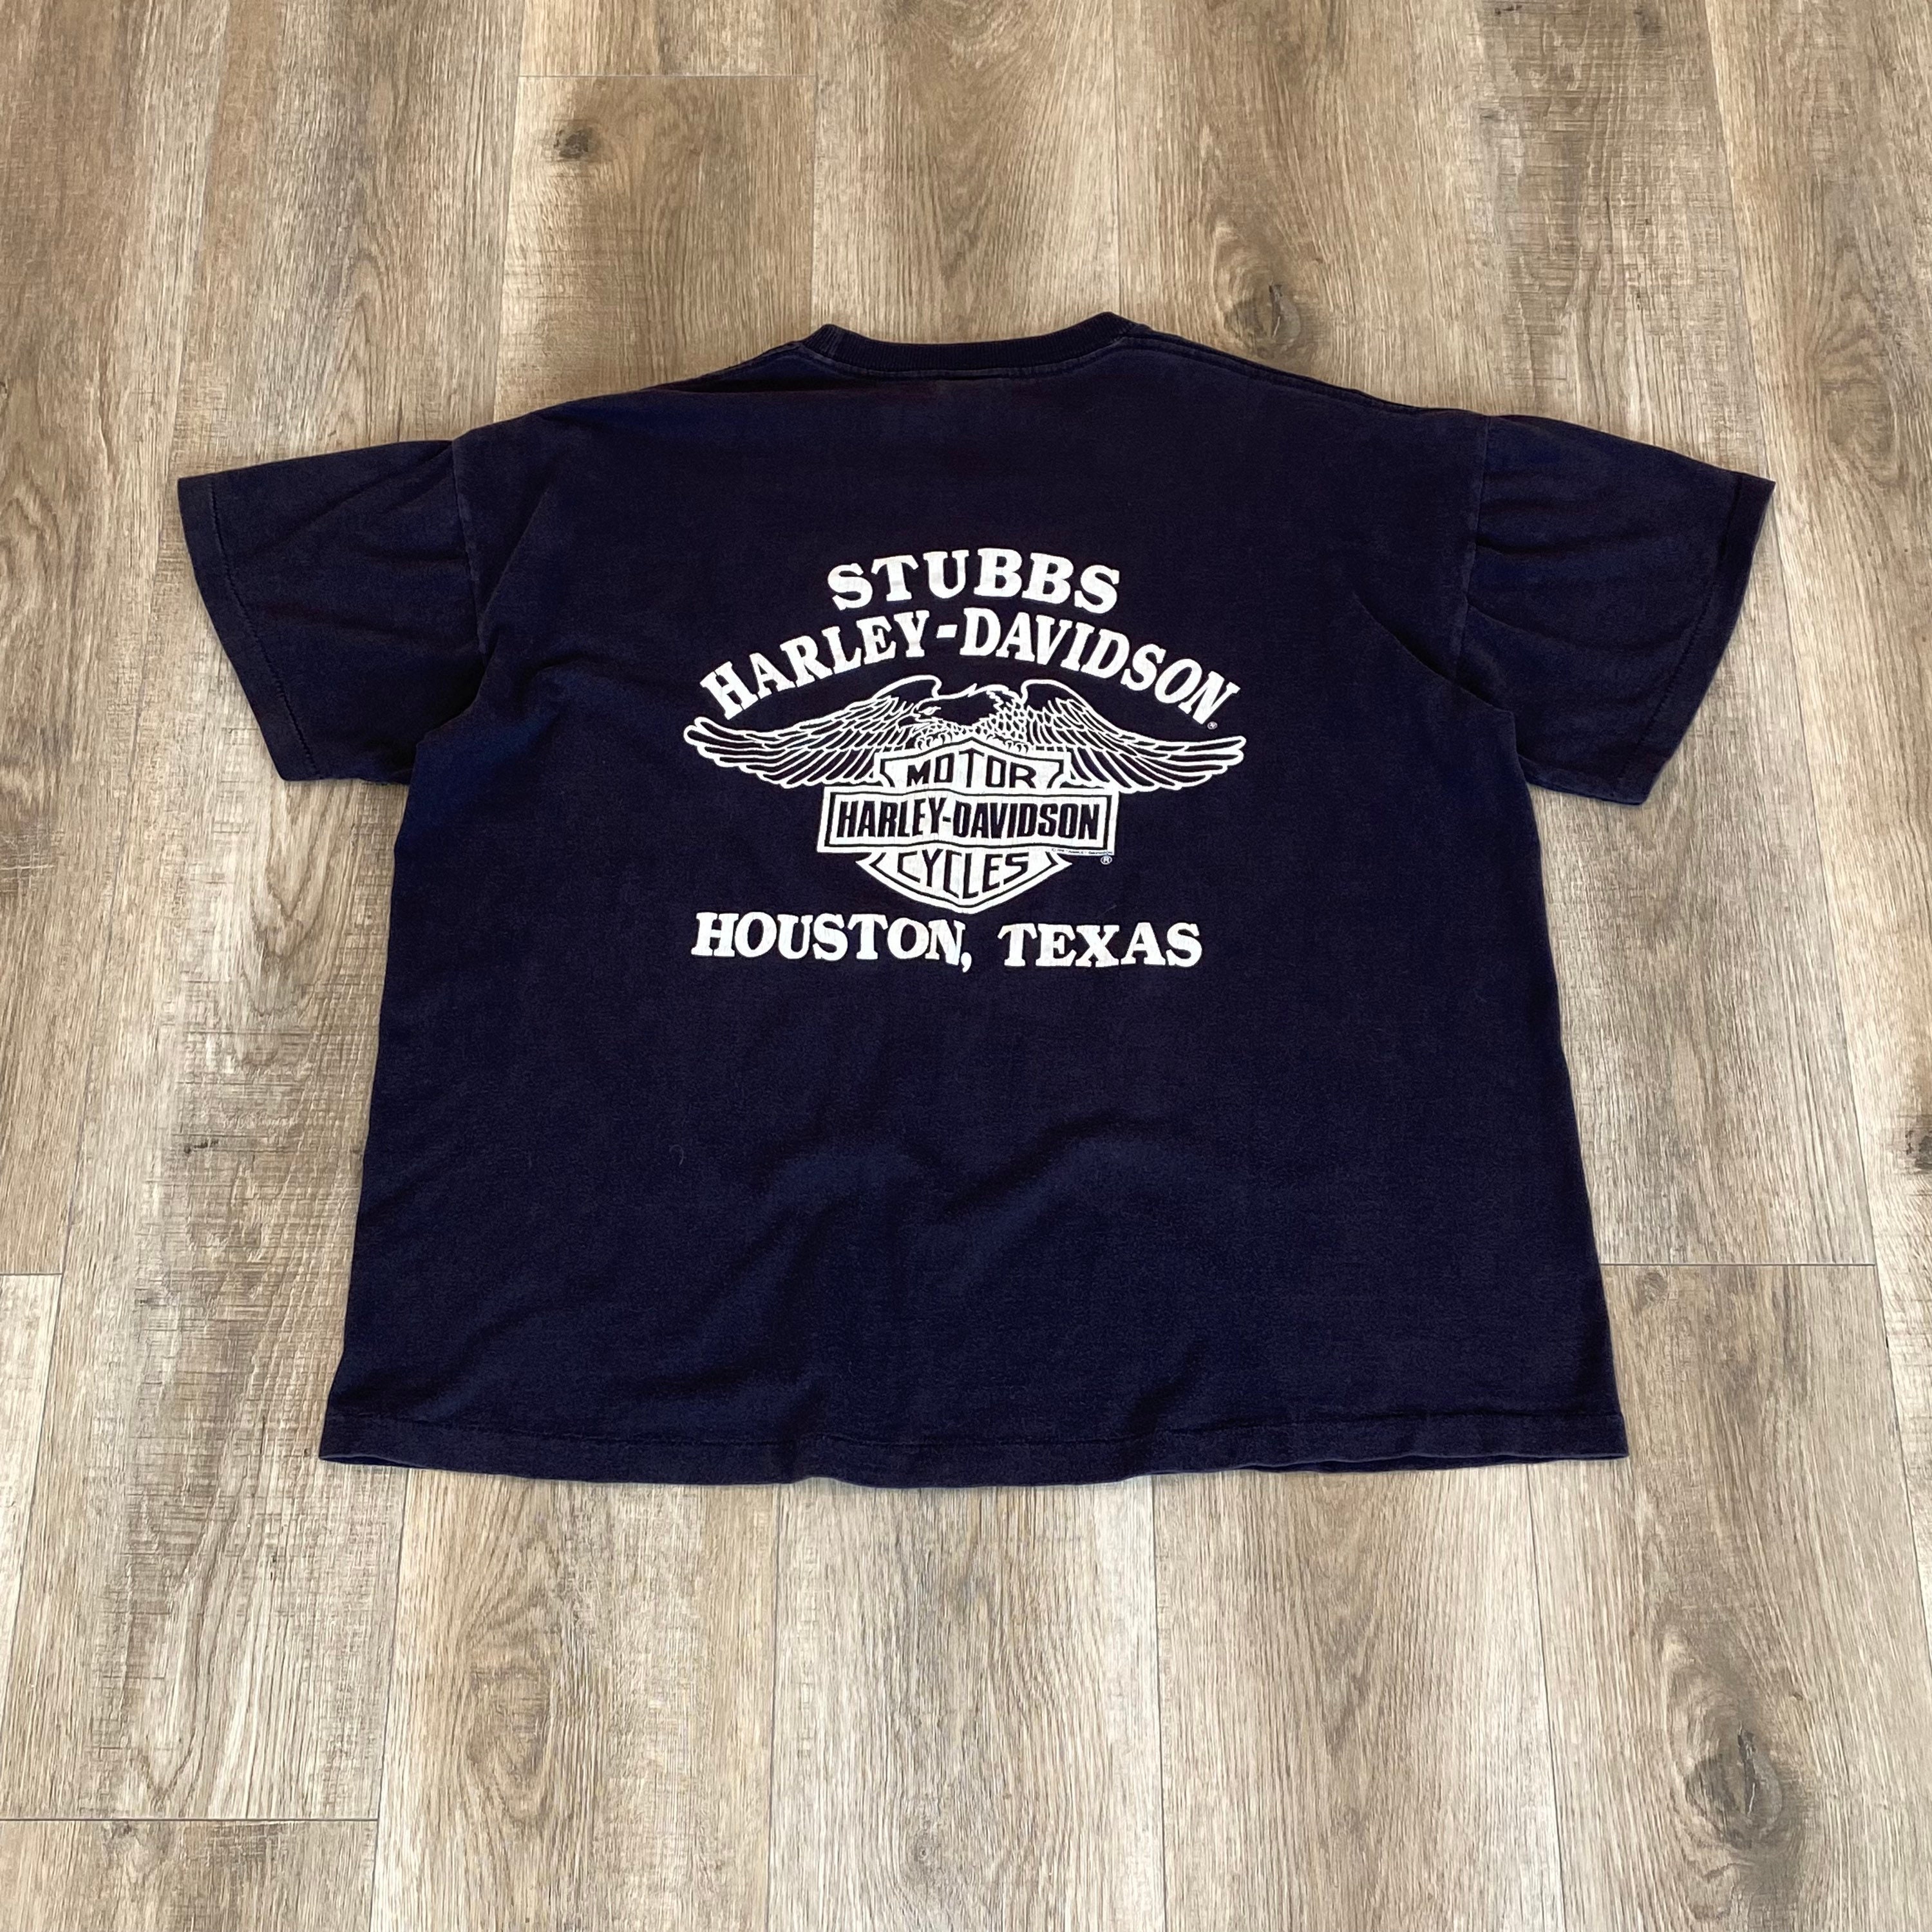 STUBBS
HARLEY-DAVIDSON®
MOTOR
HARLEY-DAVIDSON
®
CYCLES
HOUSTON, TEXAS